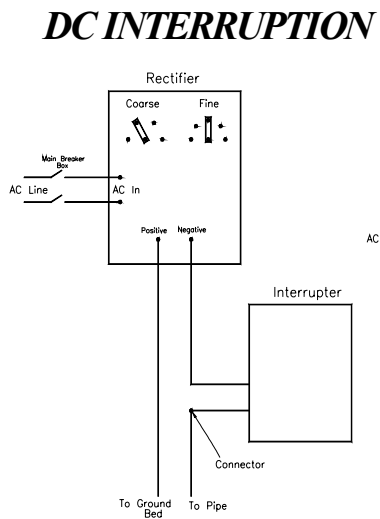 DC INTERRUPTION
Rectifier
Coarse
Fine
Main Breaker
Box
AC Line
AC In
Positive
Negative
AC
Interrupter
Connector
To Ground
Bed
To Pipe